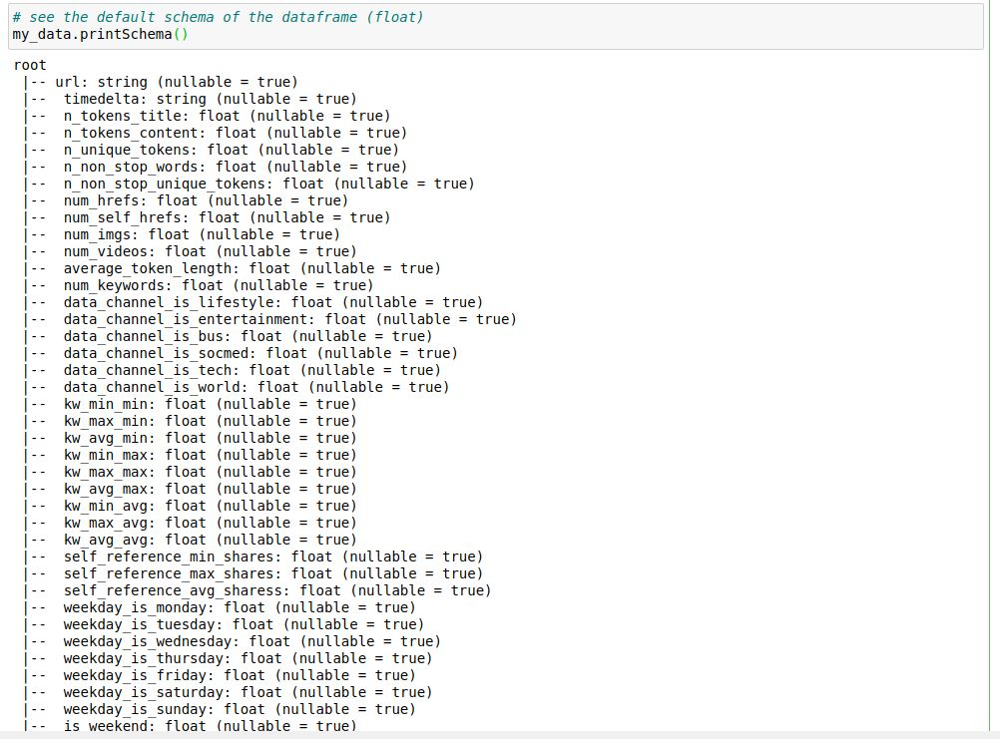 # see the default schema of the dataframe (float)
my_data.printSchema()
root
 |-- url: string (nullable = true)
 |--  timedelta: string (nullable = true)
 |--  n_tokens_title: float (nullable = true)
 |--  n_tokens_content: float (nullable = true)
 |--  n_unique_tokens: float (nullable = true)
 |--  n_non_stop_words: float (nullable = true)
 |--  n_non_stop_unique_tokens: float (nullable = true)
 |--  num_hrefs: float (nullable = true)
 |--  num_self_hrefs: float (nullable = true)
 |--  num_imgs: float (nullable = true)
 |--  num_videos: float (nullable = true)
 |--  average_token_length: float (nullable = true)
 |--  num_keywords: float (nullable = true)
 |--  data_channel_is_lifestyle: float (nullable = true)
 |--  data_channel_is_entertainment: float (nullable = true)
 |--  data_channel_is_bus: float (nullable = true)
 |--  data_channel_is_socmed: float (nullable = true)
 |--  data_channel_is_tech: float (nullable = true)
 |--  data_channel_is_world: float (nullable = true)
 |--  kw_min_min: float (nullable = true)
 |--  kw_max_min: float (nullable = true)
 |--  kw_avg_min: float (nullable = true)
 |--  kw_min_max: float (nullable = true)
 |--  kw_max_max: float (nullable = true)
 |--  kw_avg_max: float (nullable = true)
 |--  kw_min_avg: float (nullable = true)
 |--  kw_max_avg: float (nullable = true)
 |--  kw_avg_avg: float (nullable = true)
 |--  self_reference_min_shares: float (nullable = true)
 |--  self_reference_max_shares: float (nullable = true)
 |--  self_reference_avg_sharess: float (nullable = true)
 |--  weekday_is_monday: float (nullable = true)
 |--  weekday_is_tuesday: float (nullable = true)
 |--  weekday_is_wednesday: float (nullable = true)
 |--  weekday_is_thursday: float (nullable = true)
 |--  weekday_is_friday: float (nullable = true)
 |--  weekday_is_saturday: float (nullable = true)
 |--  weekday_is_sunday: float (nullable = true)
 |--  is_weekend: float (nullable = true)